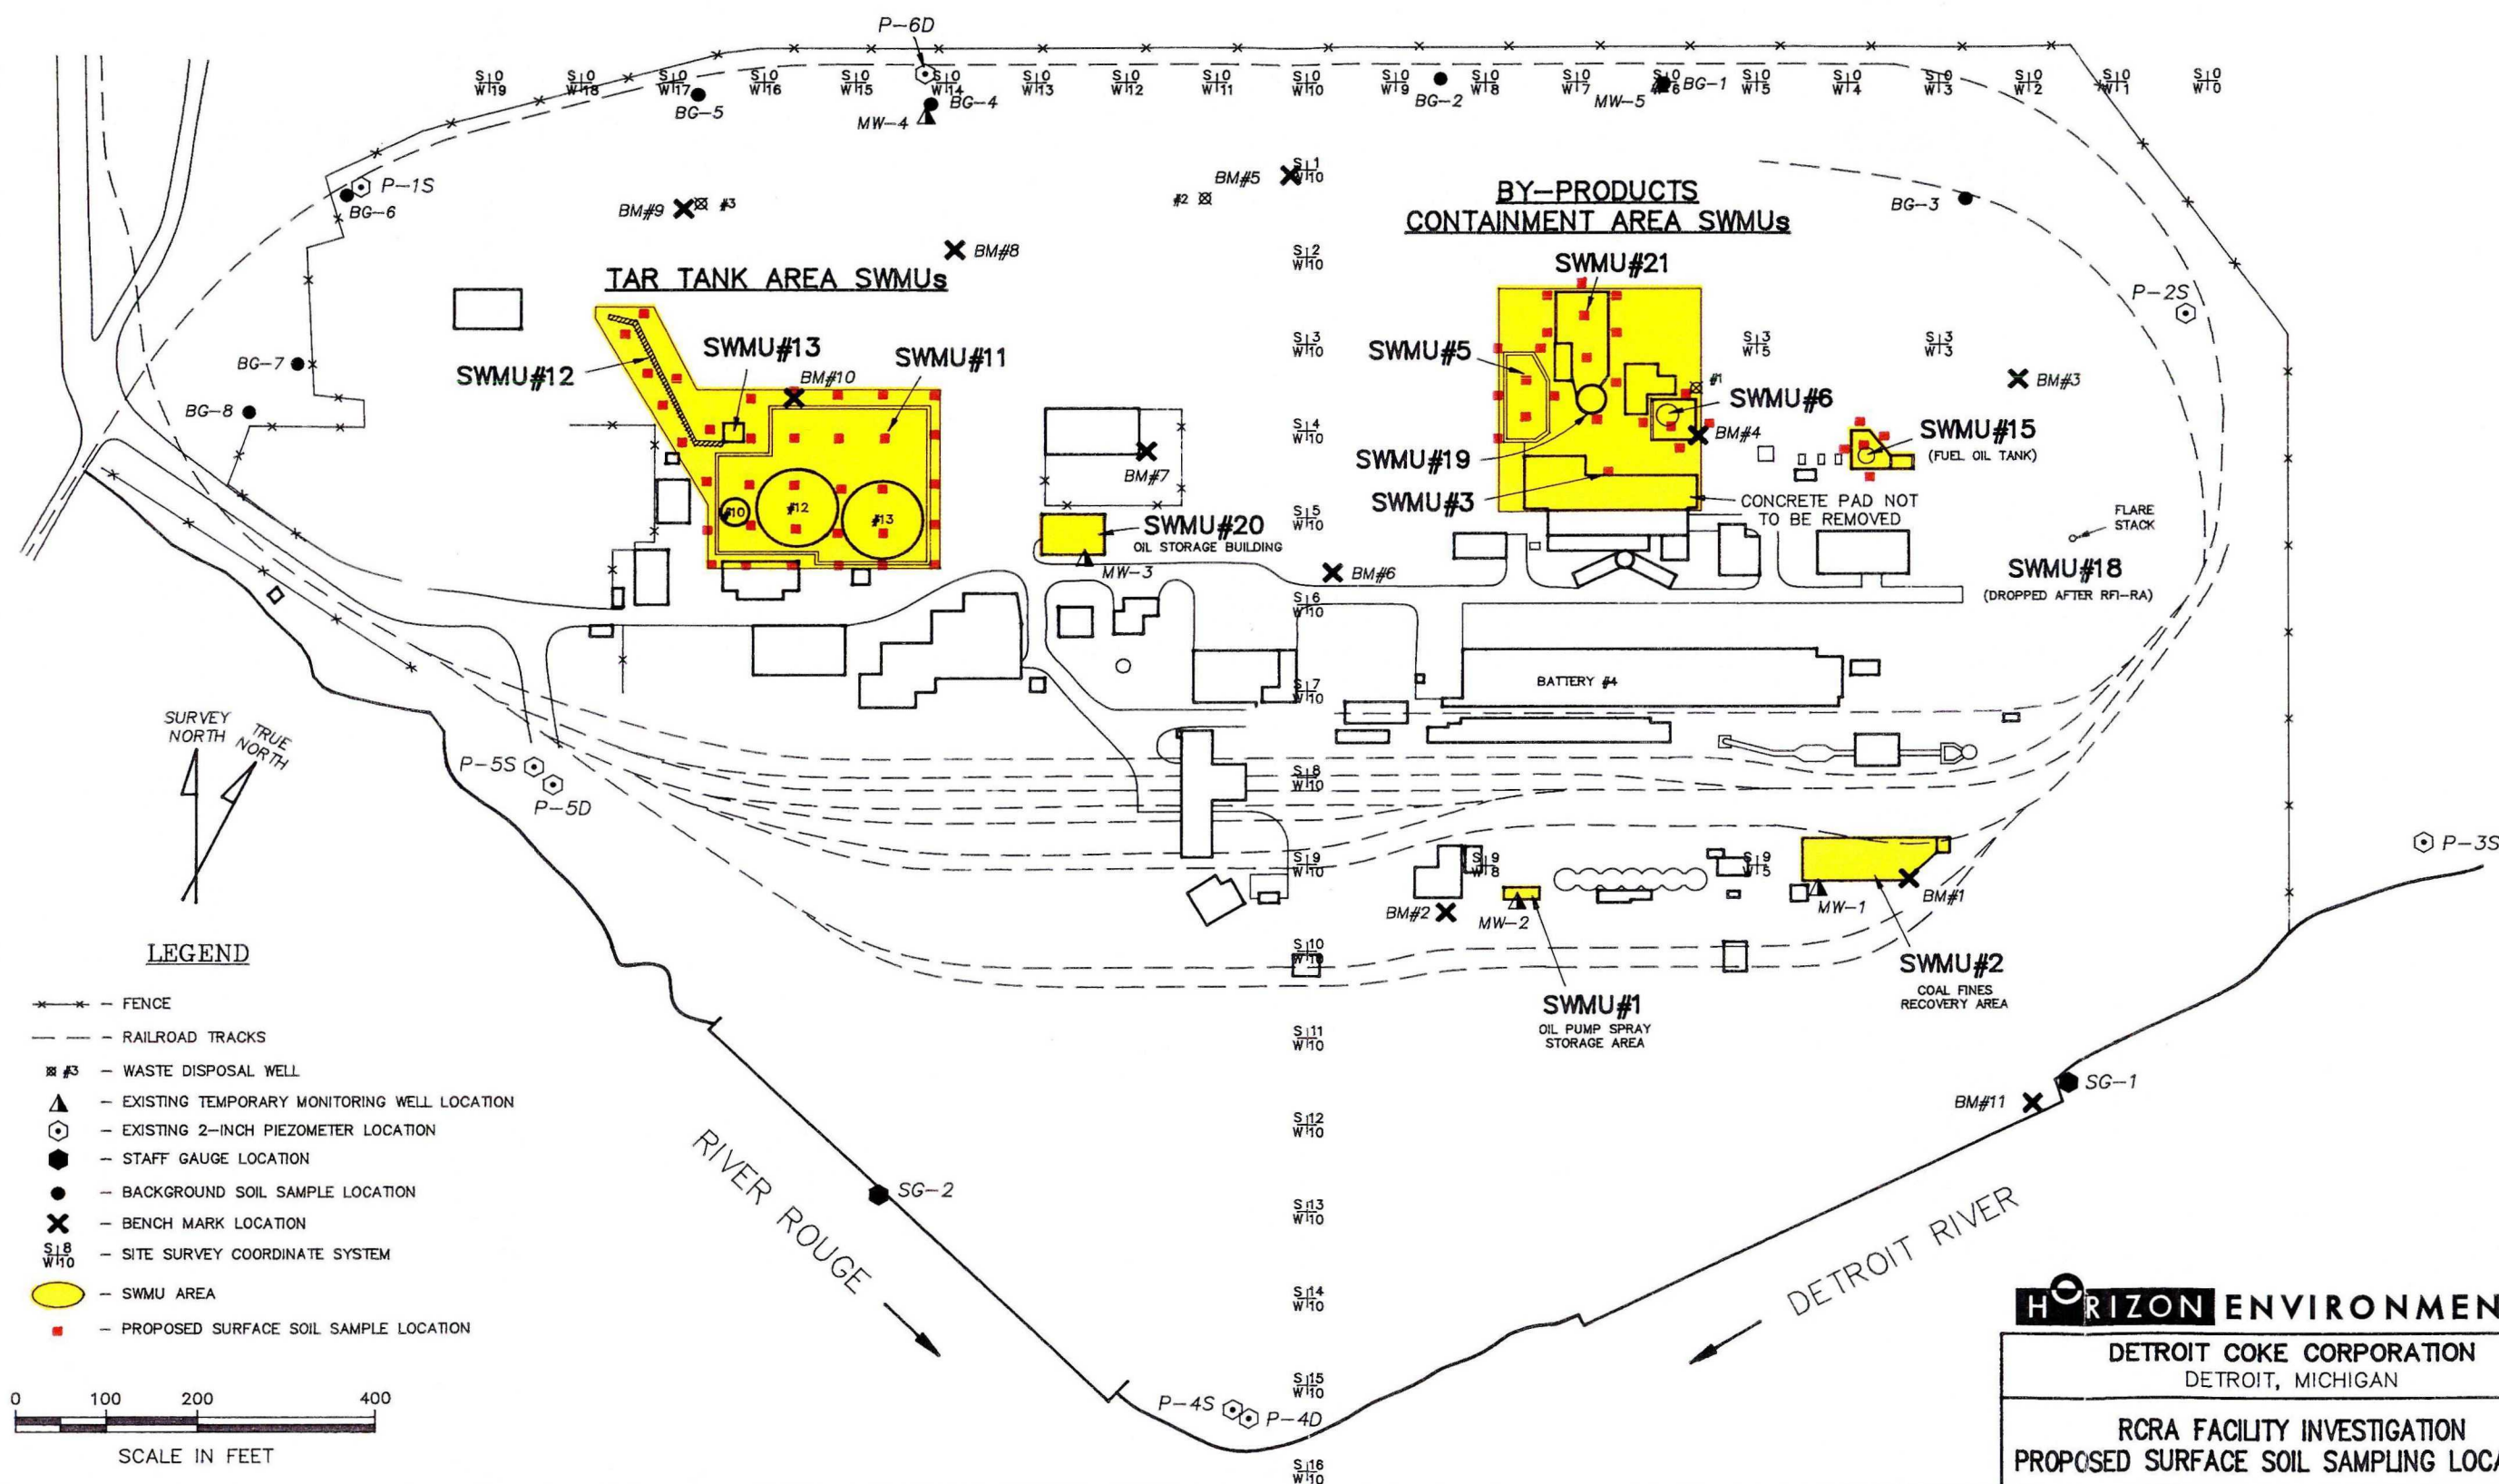 P-6D
S 0 W 19
S 0 W 18
S 0 W 17
S 0 W 16
S 0 W 15
S 0 W 14
S 0 W 13
S 0 W 12
S 0 W 11
S 0 W 10
S 0 W 9
S 0 W 8
S 0 W 7
S 0 W 6
S 0 W 5
S 0 W 4
S 0 W 3
S 0 W 2
S 0 W 1
S 0 W 0
BG-5
BG-4
MW-4
BG-2
MW-5
BG-1
P-1S
BG-6
BM#9
#3
BM#8
BM#5
S 1 W 10
#2
BY-PRODUCTS
CONTAINMENT AREA SWMUs
BG-3
S 2 W 10
TAR TANK AREA SWMUs
SWMU#21
P-2S
SWMU#12
SWMU#13
SWMU#11
BM#10
S 3 W 10
SWMU#5
S 3 W 5
S 3 W 3
BG-7
BM#3
#1
SWMU#6
BG-8
S 4 W 10
BM#4
SWMU#15
(FUEL OIL TANK)
BM#7
SWMU#19
SWMU#3
CONCRETE PAD NOT
TO BE REMOVED
#10
#12
#13
S 5 W 10
SWMU#20
OIL STORAGE BUILDING
MW-3
BM#6
FLARE
STACK
SWMU#18
(DROPPED AFTER RFI-RA)
S 6 W 10
S 7 W 10
BATTERY #4
SURVEY
NORTH
TRUE
NORTH
P-5S
P-5D
S 8 W 10
S 9 W 10
S 9 W 8
S 9 W 5
P-3S
BM#2
MW-2
MW-1
BM#1
S 10 W 10
SWMU#1
OIL PUMP SPRAY
STORAGE AREA
SWMU#2
COAL FINES
RECOVERY AREA
S 11 W 10
SG-1
BM#11
S 12 W 10
SG-2
S 13 W 10
RIVER ROUGE
DETROIT RIVER
S 14 W 10
S 15 W 10
P-4S
P-4D
S 16 W 10
LEGEND
- FENCE
- RAILROAD TRACKS
#3 - WASTE DISPOSAL WELL
- EXISTING TEMPORARY MONITORING WELL LOCATION
- EXISTING 2-INCH PIEZOMETER LOCATION
- STAFF GAUGE LOCATION
- BACKGROUND SOIL SAMPLE LOCATION
- BENCH MARK LOCATION
S 8 W 10 - SITE SURVEY COORDINATE SYSTEM
- SWMU AREA
- PROPOSED SURFACE SOIL SAMPLE LOCATION
0 100 200 400
SCALE IN FEET
HORIZON ENVIRONMEN
DETROIT COKE CORPORATION
DETROIT, MICHIGAN
RCRA FACILITY INVESTIGATION
PROPOSED SURFACE SOIL SAMPLING LOCA